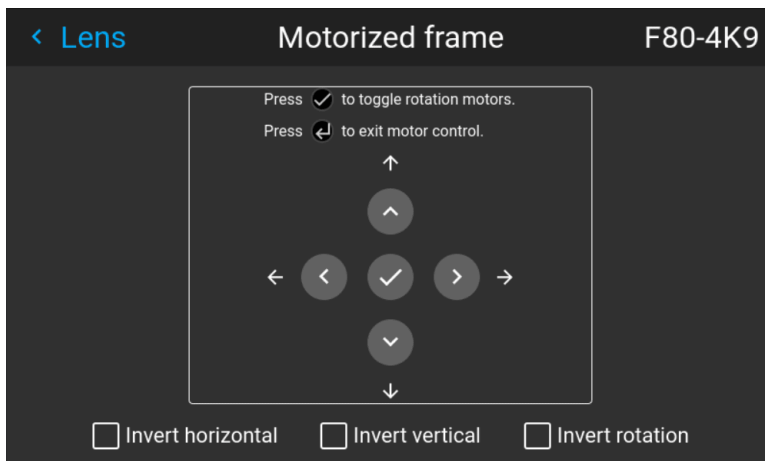 Lens
Motorized frame
F80-4K9
Press to toggle rotation motors.
Press to exit motor control.
Invert horizontal
Invert vertical
Invert rotation